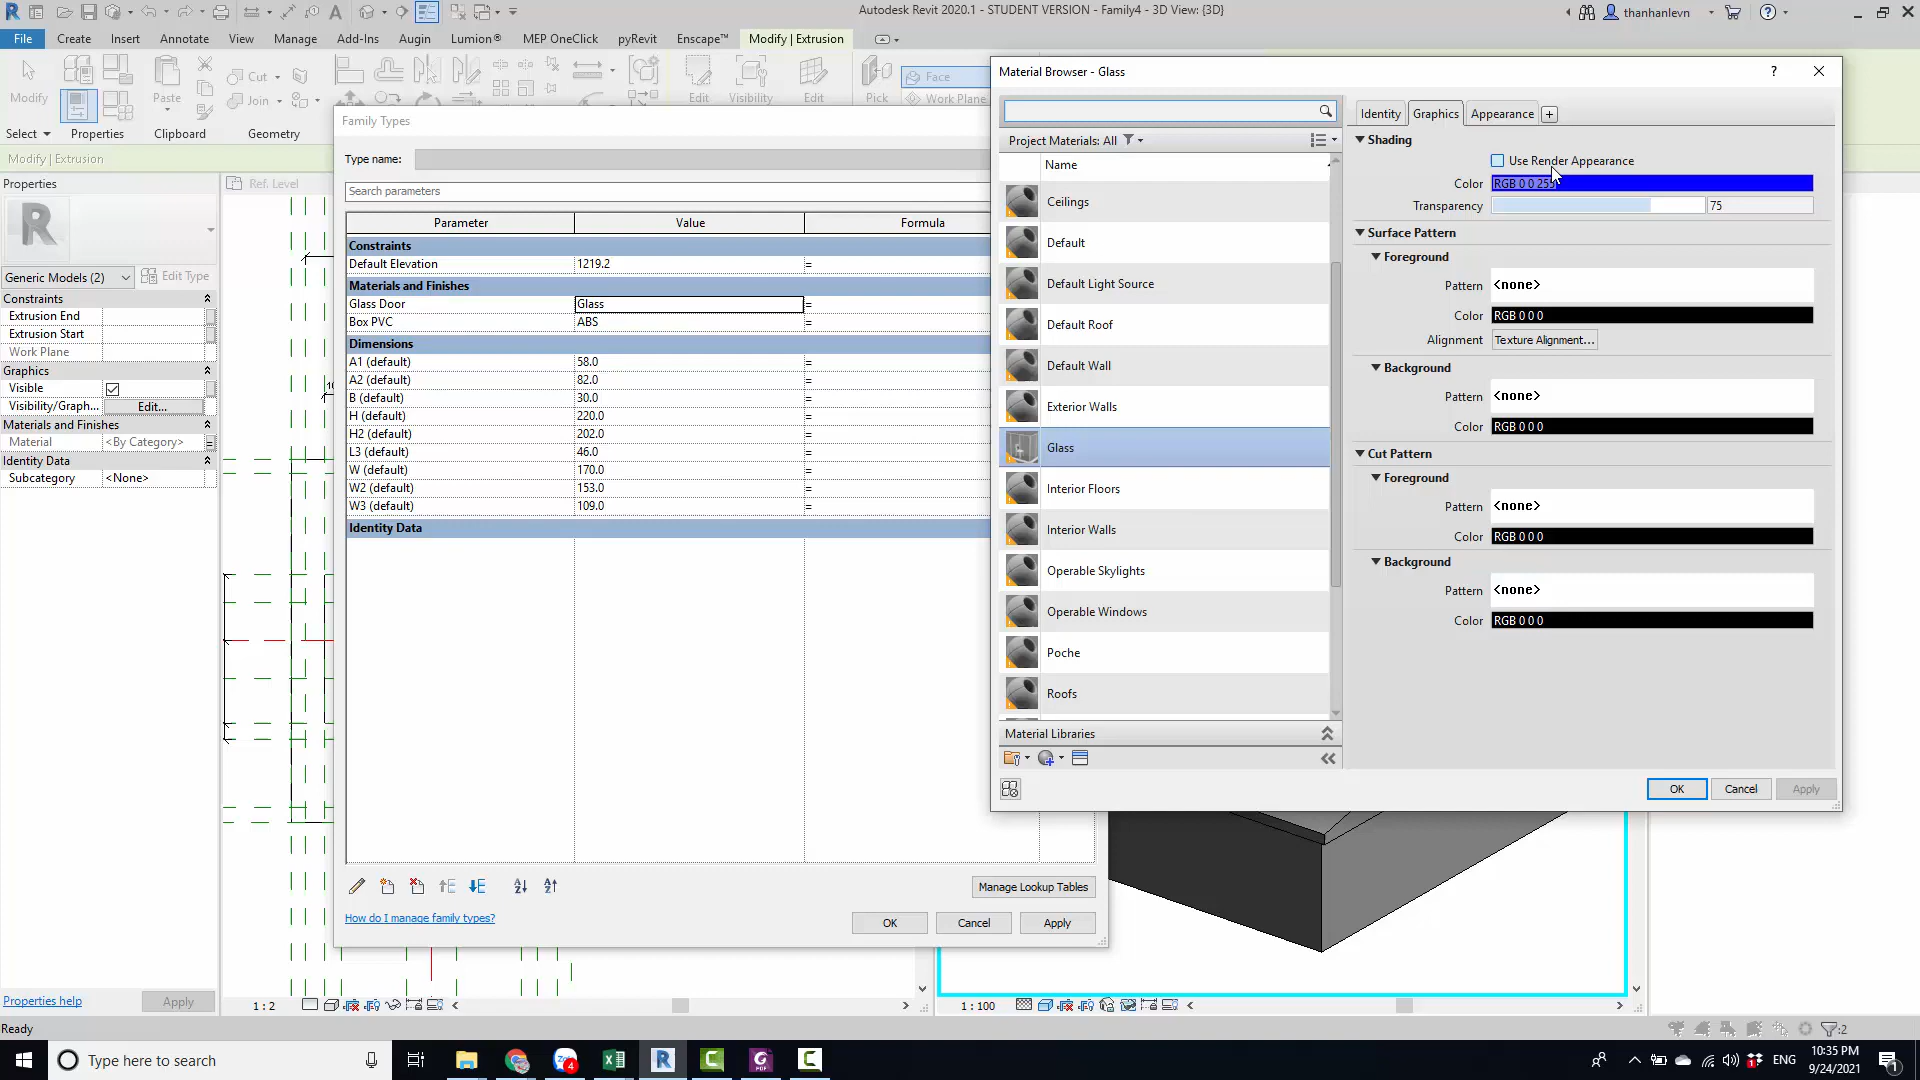 Autodesk Revit 2020.1 - STUDENT VERSION - Family4 - 3D View: {3D}
thanhanlevn
File
Create
Insert
Annotate
View
Manage
Add-Ins
Augin
Lumion®
MEP OneClick
pyRevit
Enscape™
Modify | Extrusion
Modify
Paste
Cut
Join
Edit
Visibility
Edit
Pick
Face
Work Plane
Select
Properties
Clipboard
Geometry
Modify | Extrusion
Properties
Generic Models (2)
Edit Type
Constraints
Extrusion End
Extrusion Start
Work Plane
Graphics
Visible
Visibility/Graph...
Edit...
Materials and Finishes
Material
<By Category>
Identity Data
Subcategory
<None>
Properties help
Apply
Ref. Level
Family Types
Type name:
Search parameters
Parameter
Value
Formula
Constraints
Default Elevation 1219.2 =
Materials and Finishes
Glass Door Glass =
Box PVC ABS =
Dimensions
A1 (default) 58.0 =
A2 (default) 82.0 =
B (default) 30.0 =
H (default) 220.0 =
H2 (default) 202.0 =
L3 (default) 46.0 =
W (default) 170.0 =
W2 (default) 153.0 =
W3 (default) 109.0 =
Identity Data
Manage Lookup Tables
How do I manage family types?
OK
Cancel
Apply
Material Browser - Glass
?
Project Materials: All
Name
Ceilings
Default
Default Light Source
Default Roof
Default Wall
Exterior Walls
Glass
Interior Floors
Interior Walls
Operable Skylights
Operable Windows
Poche
Roofs
Material Libraries
Identity
Graphics
Appearance
+
Shading
Use Render Appearance
Color RGB 0 0 255
Transparency 75
Surface Pattern
Foreground
Pattern <none>
Color RGB 0 0 0
Alignment Texture Alignment...
Background
Pattern <none>
Color RGB 0 0 0
Cut Pattern
Foreground
Pattern <none>
Color RGB 0 0 0
Background
Pattern <none>
Color RGB 0 0 0
OK
Cancel
Apply
1 : 2
1 : 100
Ready
:2
Type here to search
4
ENG
10:35 PM
9/24/2021
1